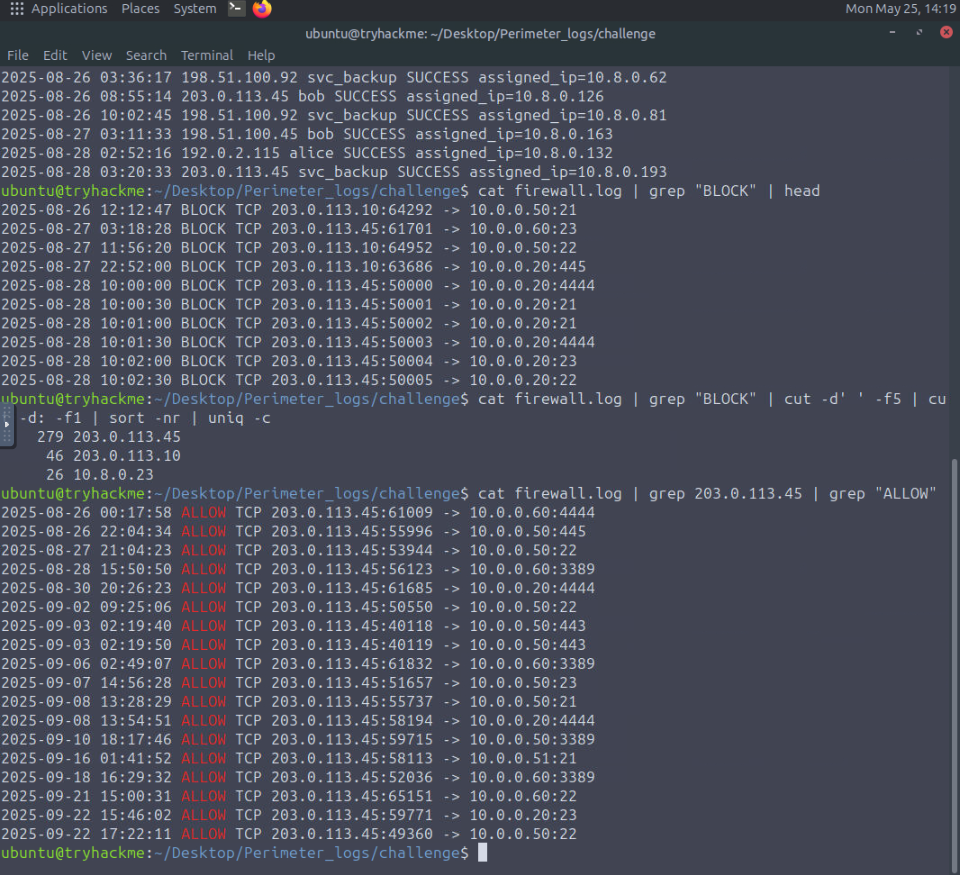 Applications Places System Mon May 25, 14:19
ubuntu@tryhackme: ~/Desktop/Perimeter_logs/challenge
File Edit View Search Terminal Help
2025-08-26 03:36:17 198.51.100.92 svc_backup SUCCESS assigned_ip=10.8.0.62
2025-08-26 08:55:14 203.0.113.45 bob SUCCESS assigned_ip=10.8.0.126
2025-08-26 10:02:45 198.51.100.92 svc_backup SUCCESS assigned_ip=10.8.0.81
2025-08-27 03:11:33 198.51.100.45 bob SUCCESS assigned_ip=10.8.0.163
2025-08-28 02:52:16 192.0.2.115 alice SUCCESS assigned_ip=10.8.0.132
2025-08-28 03:20:33 203.0.113.45 svc_backup SUCCESS assigned_ip=10.8.0.193
ubuntu@tryhackme:~/Desktop/Perimeter_logs/challenge$ cat firewall.log | grep "BLOCK" | head
2025-08-26 12:12:47 BLOCK TCP 203.0.113.10:64292 -> 10.0.0.50:21
2025-08-27 03:18:28 BLOCK TCP 203.0.113.45:61701 -> 10.0.0.60:23
2025-08-27 11:56:20 BLOCK TCP 203.0.113.10:64952 -> 10.0.0.50:22
2025-08-27 22:52:00 BLOCK TCP 203.0.113.10:63686 -> 10.0.0.20:445
2025-08-28 10:00:00 BLOCK TCP 203.0.113.45:50000 -> 10.0.0.20:4444
2025-08-28 10:00:30 BLOCK TCP 203.0.113.45:50001 -> 10.0.0.20:21
2025-08-28 10:01:00 BLOCK TCP 203.0.113.45:50002 -> 10.0.0.20:21
2025-08-28 10:01:30 BLOCK TCP 203.0.113.45:50003 -> 10.0.0.20:4444
2025-08-28 10:02:00 BLOCK TCP 203.0.113.45:50004 -> 10.0.0.20:23
2025-08-28 10:02:30 BLOCK TCP 203.0.113.45:50005 -> 10.0.0.20:22
ubuntu@tryhackme:~/Desktop/Perimeter_logs/challenge$ cat firewall.log | grep "BLOCK" | cut -d' ' -f5 | cu
-d: -f1 | sort -nr | uniq -c
279 203.0.113.45
46 203.0.113.10
26 10.8.0.23
ubuntu@tryhackme:~/Desktop/Perimeter_logs/challenge$ cat firewall.log | grep 203.0.113.45 | grep "ALLOW"
2025-08-26 00:17:58 ALLOW TCP 203.0.113.45:61009 -> 10.0.0.60:4444
2025-08-26 22:04:34 ALLOW TCP 203.0.113.45:55996 -> 10.0.0.50:445
2025-08-27 21:04:23 ALLOW TCP 203.0.113.45:53944 -> 10.0.0.50:22
2025-08-28 15:50:50 ALLOW TCP 203.0.113.45:56123 -> 10.0.0.60:3389
2025-08-30 20:26:23 ALLOW TCP 203.0.113.45:61685 -> 10.0.0.20:4444
2025-09-02 09:25:06 ALLOW TCP 203.0.113.45:50550 -> 10.0.0.50:22
2025-09-03 02:19:40 ALLOW TCP 203.0.113.45:40118 -> 10.0.0.50:443
2025-09-03 02:19:50 ALLOW TCP 203.0.113.45:40119 -> 10.0.0.50:443
2025-09-06 02:49:07 ALLOW TCP 203.0.113.45:61832 -> 10.0.0.60:3389
2025-09-07 14:56:28 ALLOW TCP 203.0.113.45:51657 -> 10.0.0.50:23
2025-09-08 13:28:29 ALLOW TCP 203.0.113.45:55737 -> 10.0.0.50:21
2025-09-08 13:54:51 ALLOW TCP 203.0.113.45:58194 -> 10.0.0.20:4444
2025-09-10 18:17:46 ALLOW TCP 203.0.113.45:59715 -> 10.0.0.50:3389
2025-09-16 01:41:52 ALLOW TCP 203.0.113.45:58113 -> 10.0.0.51:21
2025-09-18 16:29:32 ALLOW TCP 203.0.113.45:52036 -> 10.0.0.60:3389
2025-09-21 15:00:31 ALLOW TCP 203.0.113.45:65151 -> 10.0.0.60:22
2025-09-22 15:46:02 ALLOW TCP 203.0.113.45:59771 -> 10.0.0.20:23
2025-09-22 17:22:11 ALLOW TCP 203.0.113.45:49360 -> 10.0.0.50:22
ubuntu@tryhackme:~/Desktop/Perimeter_logs/challenge$